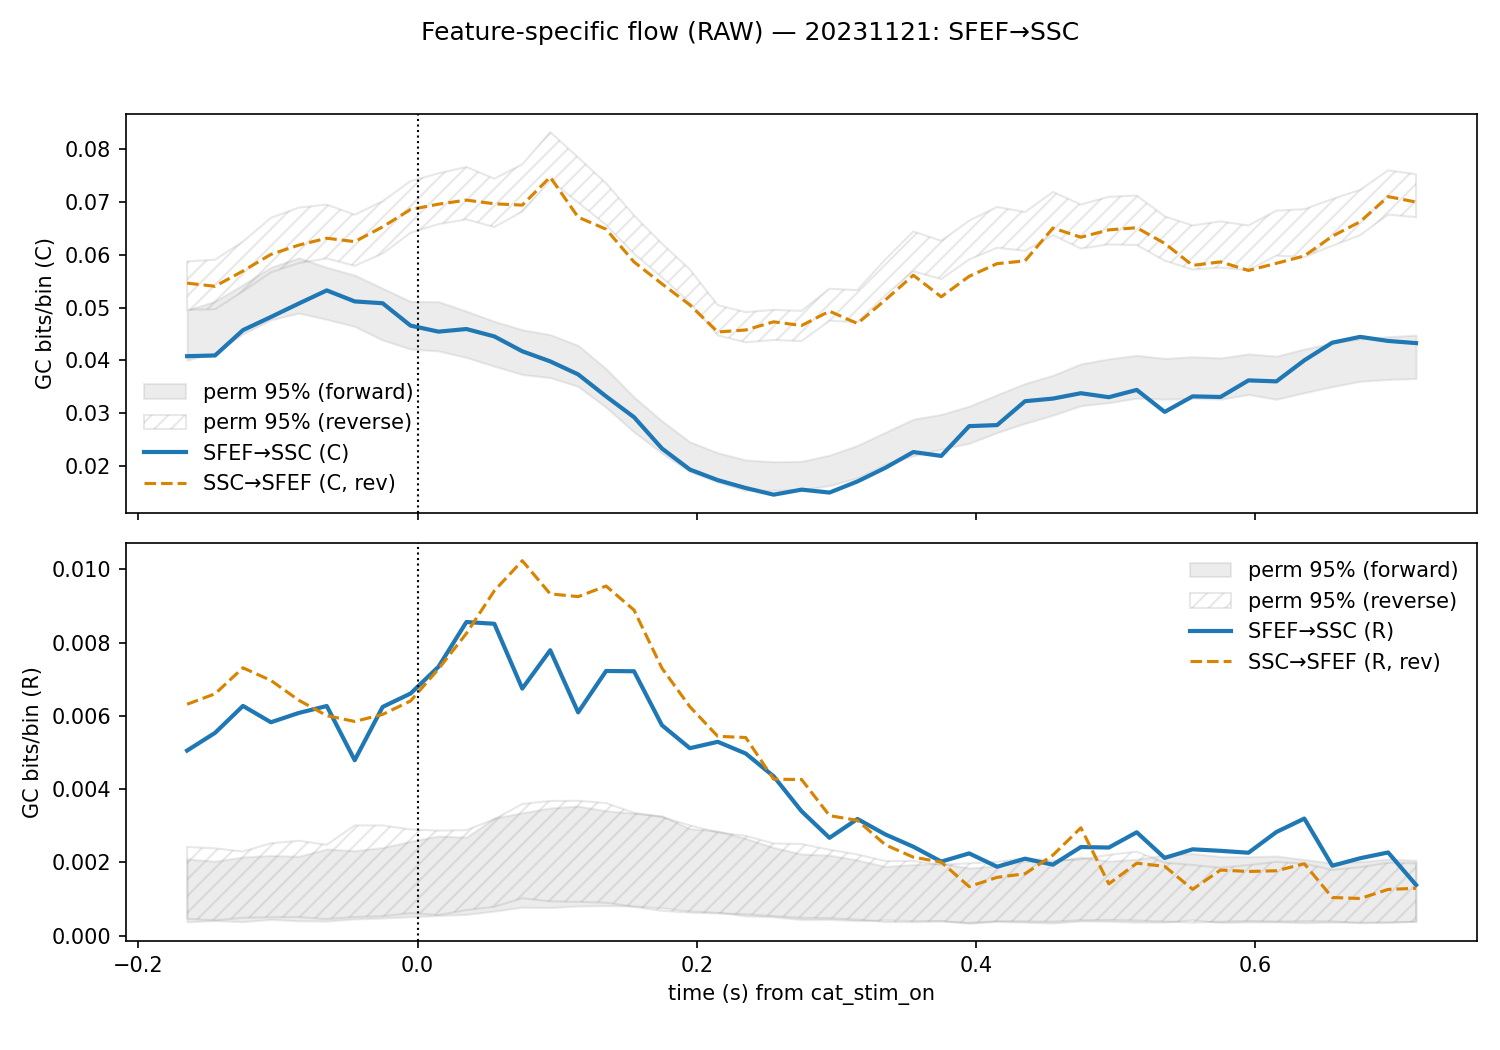 Feature-specific flow (RAW) — 20231121: SFEF→SSC
GC bits/bin (C)
0.08
0.07
0.06
0.05
0.04
0.03
0.02
perm 95% (forward)
perm 95% (reverse)
SFEF→SSC (C)
SSC→SFEF (C, rev)
GC bits/bin (R)
0.010
0.008
0.006
0.004
0.002
0.000
perm 95% (forward)
perm 95% (reverse)
SFEF→SSC (R)
SSC→SFEF (R, rev)
−0.2 0.0 0.2 0.4 0.6
time (s) from cat_stim_on